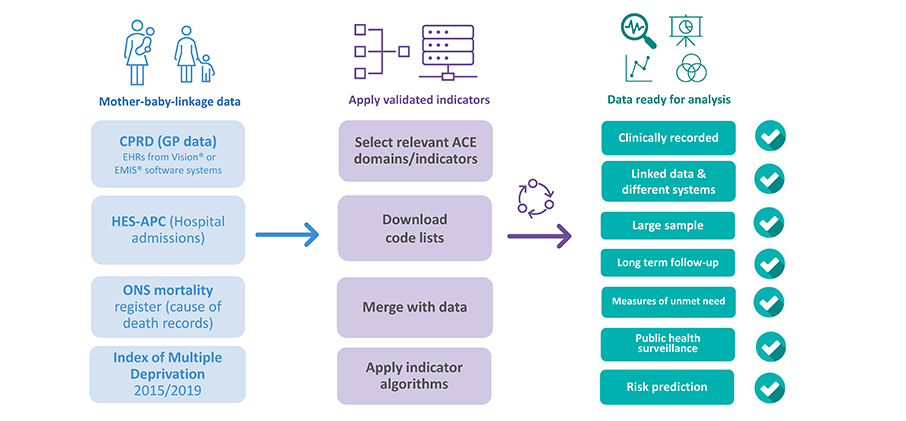 Mother-baby-linkage data
CPRD (GP data)
EHRs from Vision® or
EMIS® software systems
HES-APC (Hospital
admissions)
ONS mortality
register (cause of
death records)
Index of Multiple
Deprivation
2015/2019
Apply validated indicators
Select relevant ACE
domains/indicators
Download
code lists
Merge with data
Apply indicator
algorithms
Data ready for analysis
Clinically recorded
Linked data &
different systems
Large sample
Long term follow-up
Measures of unmet need
Public health
surveillance
Risk prediction